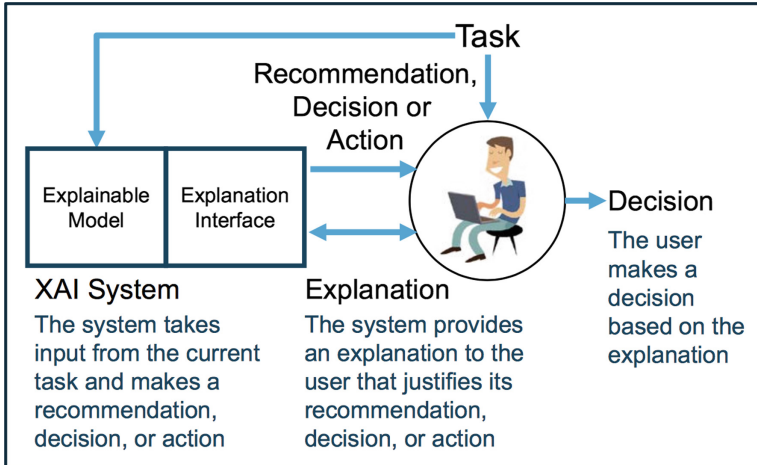 Task
Recommendation,
Decision or
Action
Explainable
Model
Explanation
Interface
Decision
The user
makes a
decision
based on the
explanation
XAI System
The system takes
input from the current
task and makes a
recommendation,
decision, or action
Explanation
The system provides
an explanation to the
user that justifies its
recommendation,
decision, or action